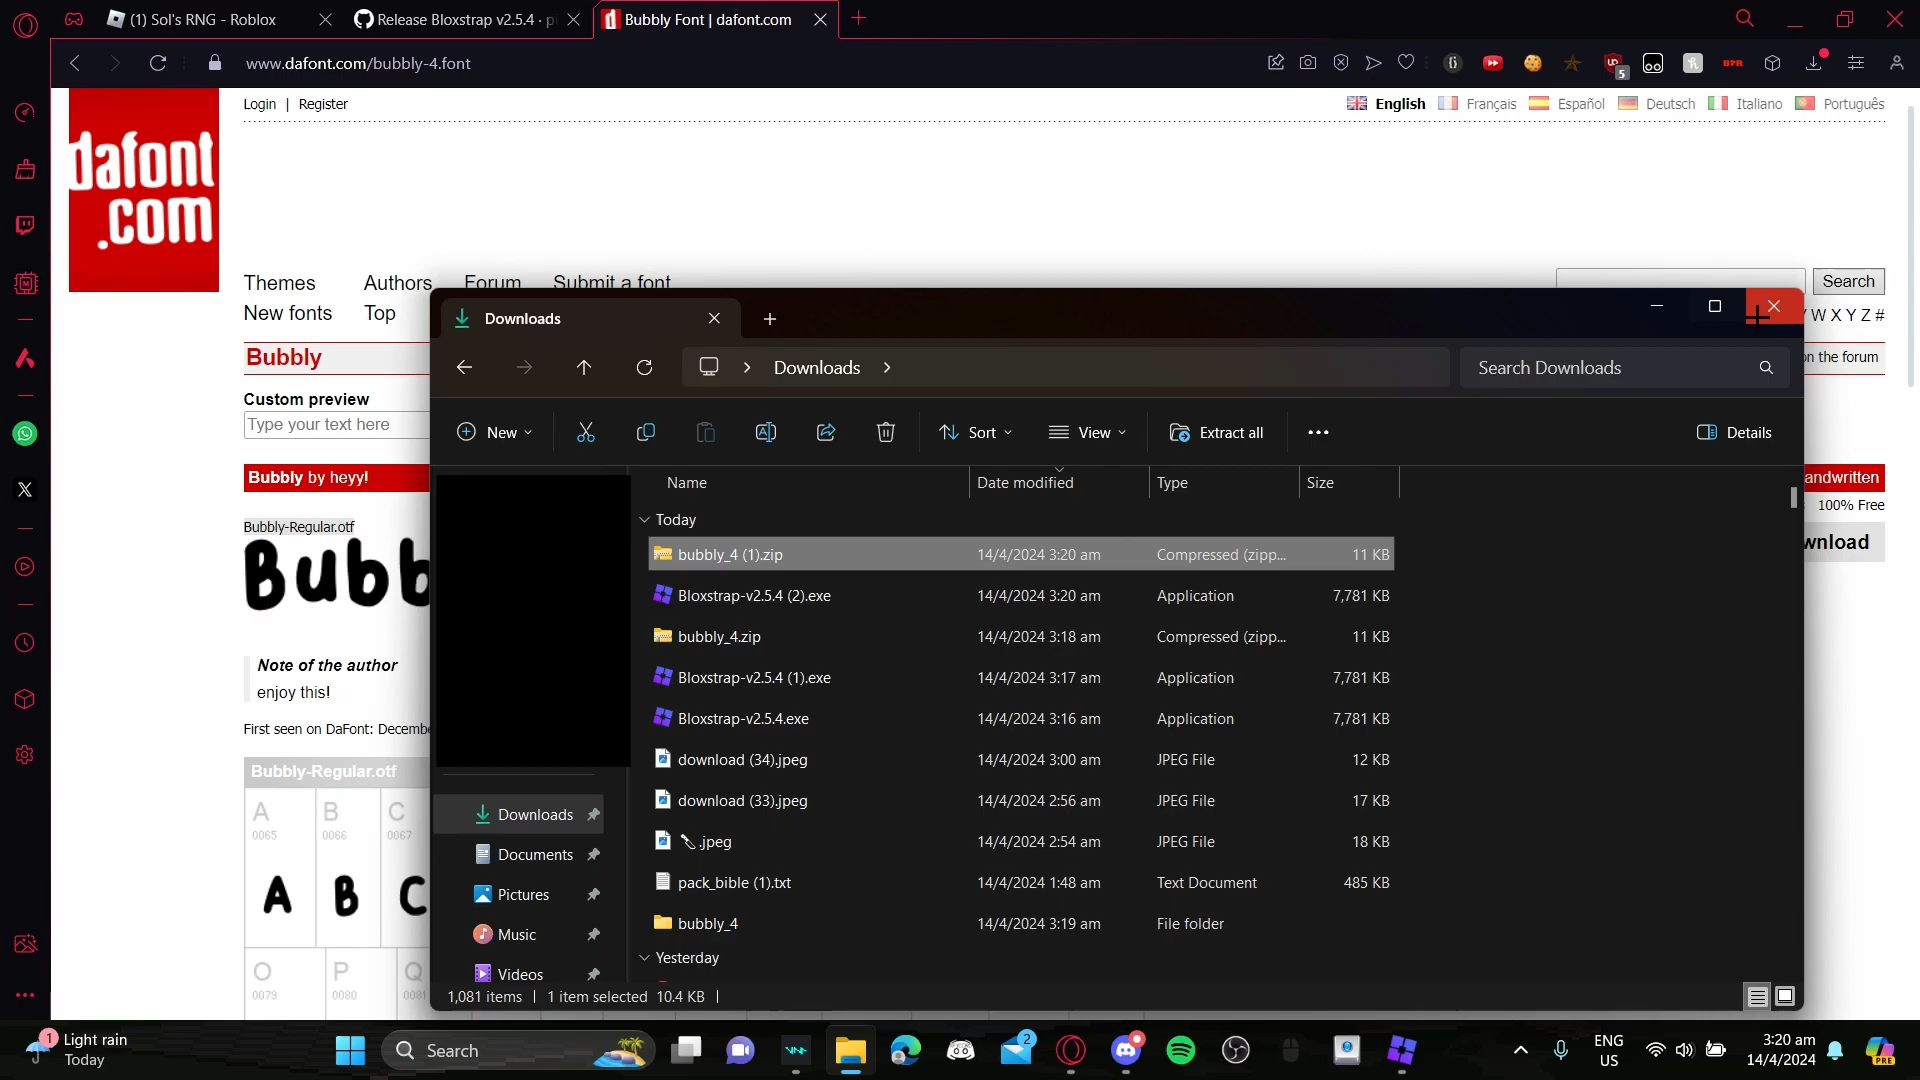 (1) Sol's RNG - Roblox
Release Bloxstrap v2.5.4 · p
Bubbly Font | dafont.com
www.dafont.com/bubbly-4.font
5
BPR
Login | Register
English Français Español Deutsch Italiano Português
dafont
.com
Themes Authors Forum Submit a font
New fonts Top
Search
W X Y Z #
Bubbly
on the forum
Custom preview
Type your text here
Bubbly by heyy!
andwritten
100% Free
wnload
Bubbly-Regular.otf
Bubb
Note of the author
enjoy this!
First seen on DaFont: Decembe
Bubbly-Regular.otf
A B C
0065 0066 0067
A B C
O P Q
0079 0080 0081
Downloads
Downloads
Search Downloads
New
Sort
View
Extract all
Details
Name Date modified Type Size
Today
bubbly_4 (1).zip 14/4/2024 3:20 am Compressed (zipp... 11 KB
Bloxstrap-v2.5.4 (2).exe 14/4/2024 3:20 am Application 7,781 KB
bubbly_4.zip 14/4/2024 3:18 am Compressed (zipp... 11 KB
Bloxstrap-v2.5.4 (1).exe 14/4/2024 3:17 am Application 7,781 KB
Bloxstrap-v2.5.4.exe 14/4/2024 3:16 am Application 7,781 KB
download (34).jpeg 14/4/2024 3:00 am JPEG File 12 KB
download (33).jpeg 14/4/2024 2:56 am JPEG File 17 KB
.jpeg 14/4/2024 2:54 am JPEG File 18 KB
pack_bible (1).txt 14/4/2024 1:48 am Text Document 485 KB
bubbly_4 14/4/2024 3:19 am File folder
Yesterday
Downloads
Documents
Pictures
Music
Videos
1,081 items | 1 item selected 10.4 KB |
1
Light rain
Today
Search
2
ENG
US
3:20 am
14/4/2024
PRE